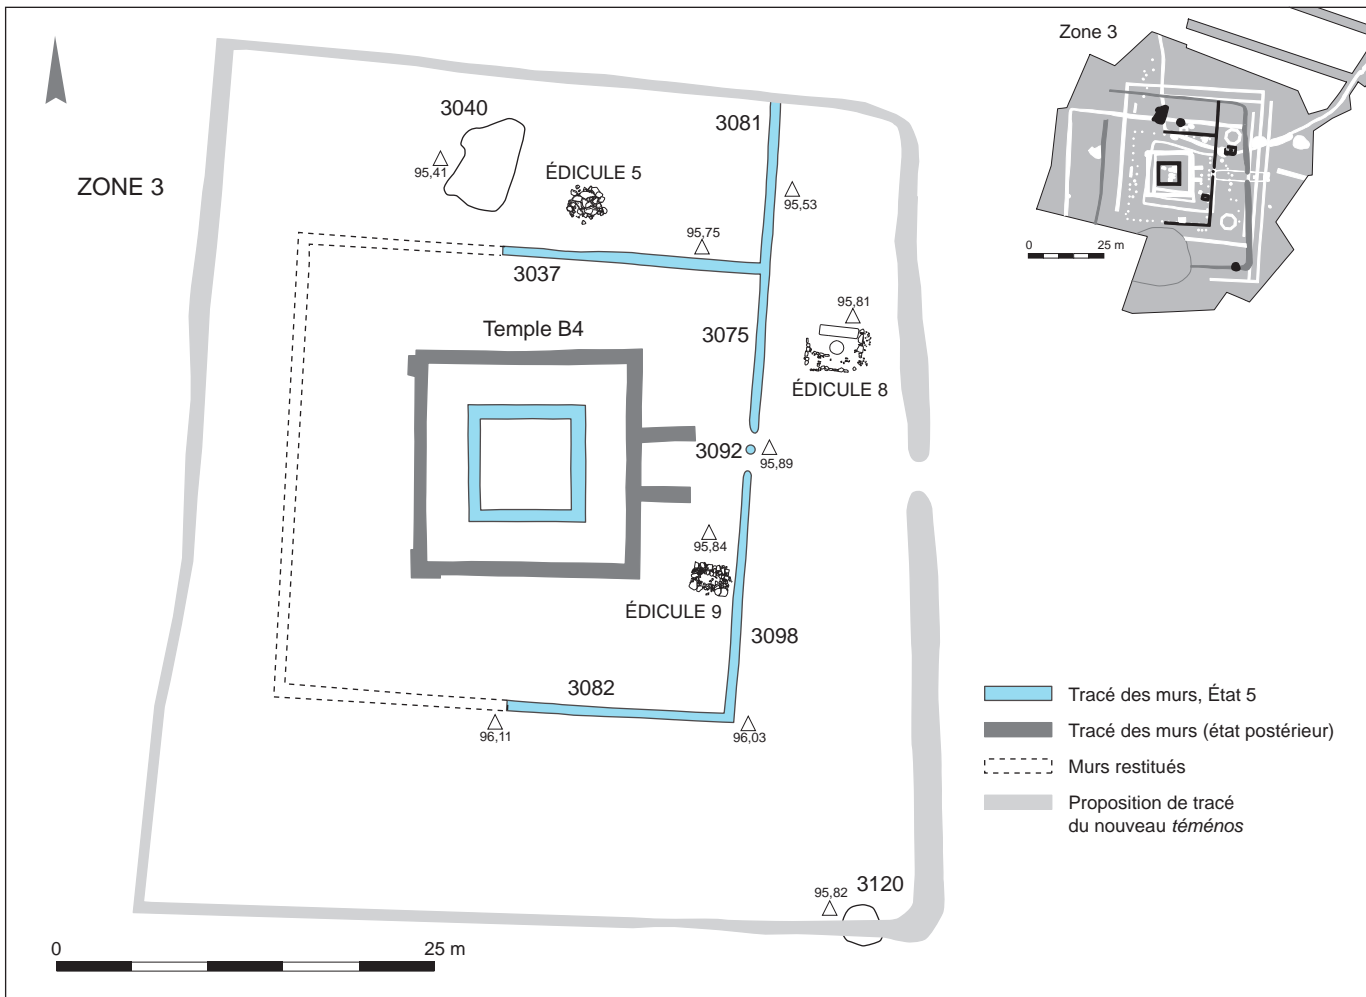 Zone 3
0
25 m
ZONE 3
3040
95,41
ÉDICULE 5
3081
95,53
95,75
3037
Temple B4
3075
95,81
ÉDICULE 8
3092
95,89
95,84
ÉDICULE 9
3098
3082
96,11
96,03
Tracé des murs, État 5
Tracé des murs (état postérieur)
Murs restitués
Proposition de tracé
du nouveau téménos
95,82
3120
0
25 m